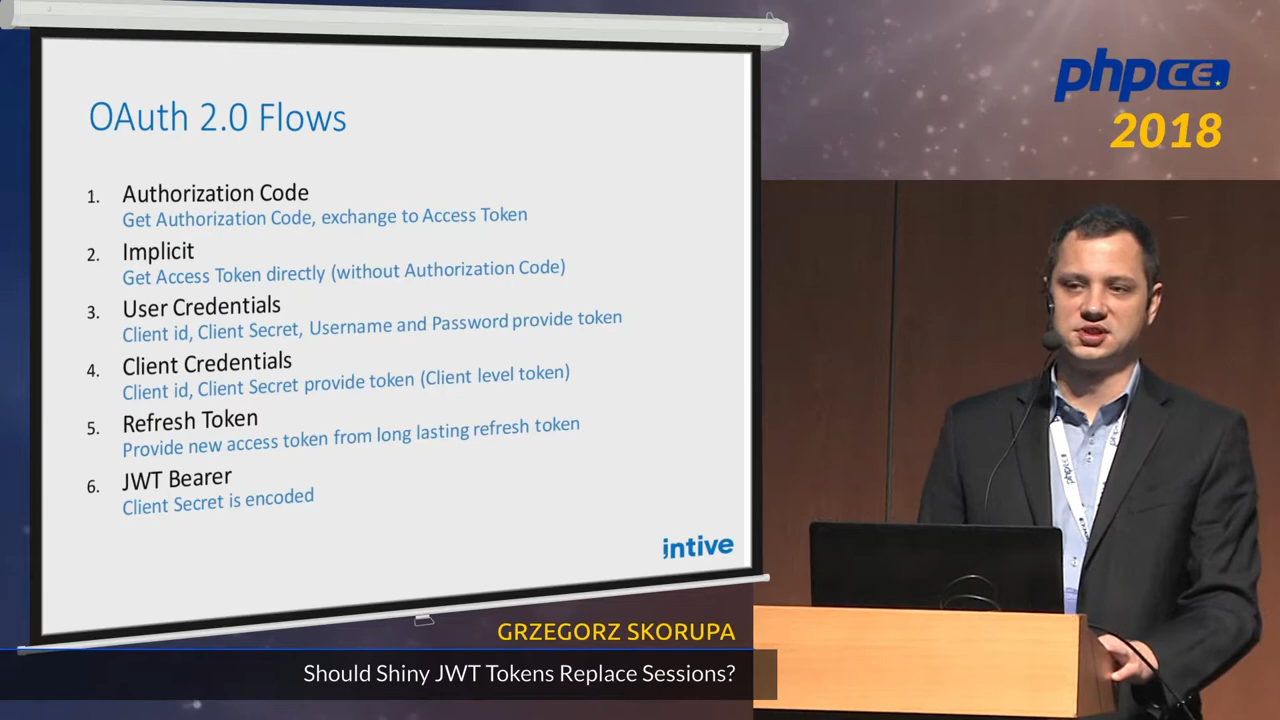 OAuth 2.0 Flows
1. Authorization Code
Get Authorization Code, exchange to Access Token
2. Implicit
Get Access Token directly (without Authorization Code)
3. User Credentials
Client id, Client Secret, Username and Password provide token
4. Client Credentials
Client id, Client Secret provide token (Client level token)
5. Refresh Token
Provide new access token from long lasting refresh token
6. JWT Bearer
Client Secret is encoded
intive
phpCE.
2018
phpce
php
GRZEGORZ SKORUPA
Should Shiny JWT Tokens Replace Sessions?